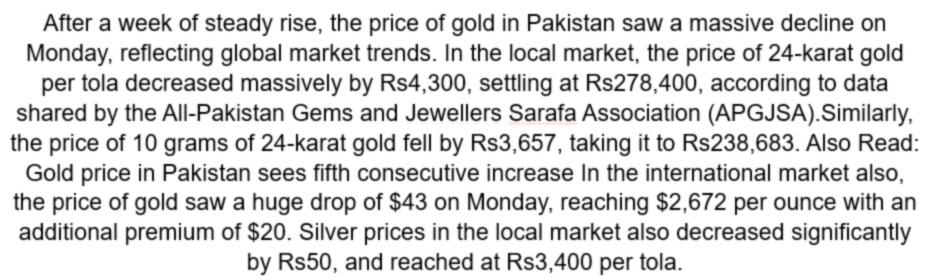 After a week of steady rise, the price of gold in Pakistan saw a massive decline on
Monday, reflecting global market trends. In the local market, the price of 24-karat gold
per tola decreased massively by Rs4,300, settling at Rs278,400, according to data
shared by the All-Pakistan Gems and Jewellers Sarafa Association (APGJSA).Similarly,
the price of 10 grams of 24-karat gold fell by Rs3,657, taking it to Rs238,683. Also Read:
Gold price in Pakistan sees fifth consecutive increase In the international market also,
the price of gold saw a huge drop of $43 on Monday, reaching $2,672 per ounce with an
additional premium of $20. Silver prices in the local market also decreased significantly
by Rs50, and reached at Rs3,400 per tola.